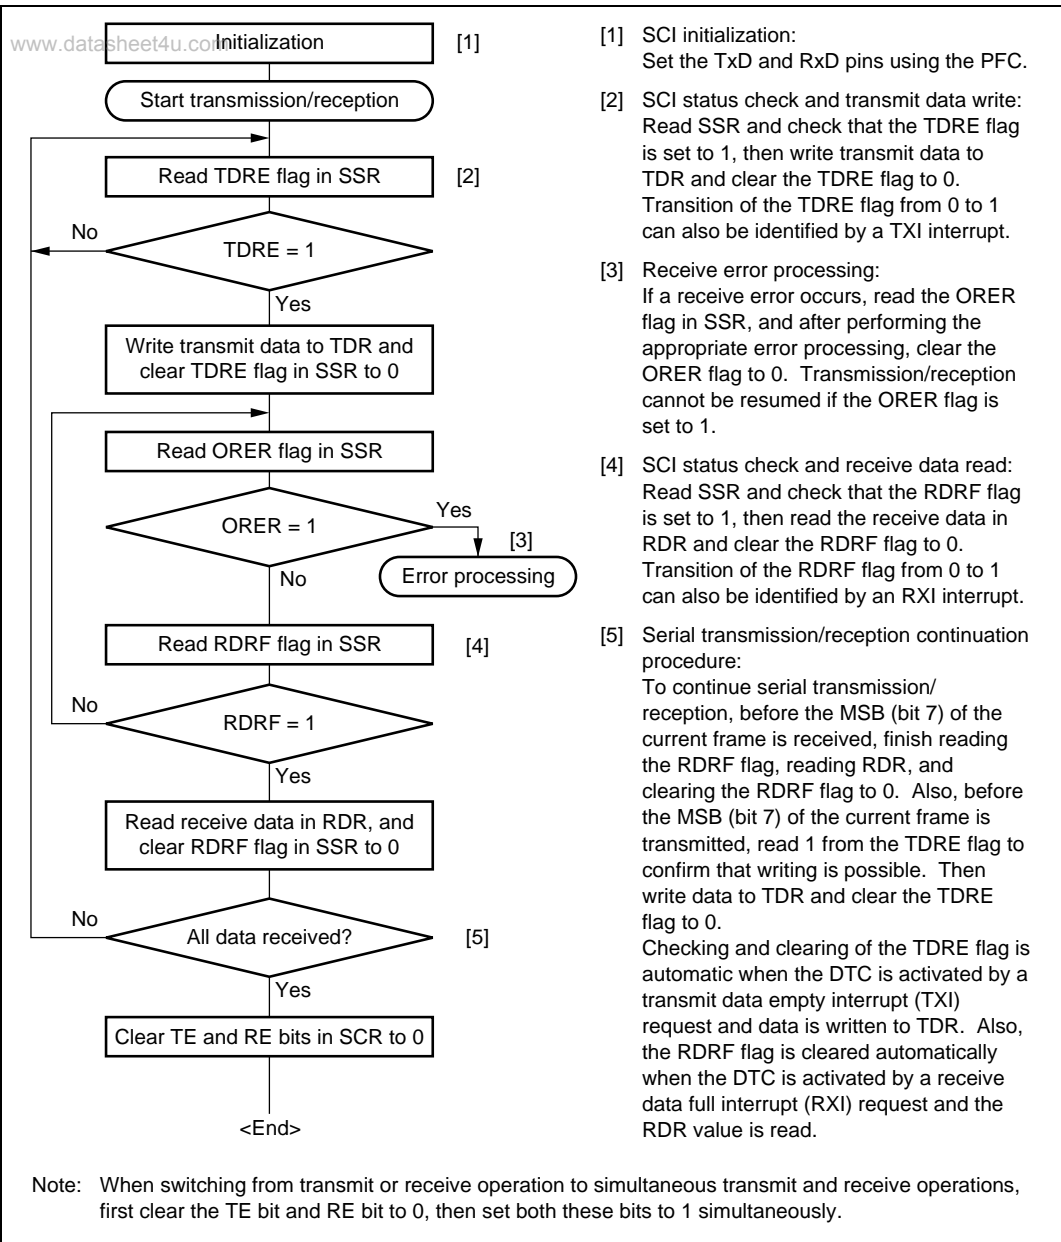 www.datasheet4u.com
Initialization
[1]
Start transmission/reception
Read TDRE flag in SSR
[2]
No
TDRE = 1
Yes
Write transmit data to TDR and
clear TDRE flag in SSR to 0
Read ORER flag in SSR
Yes
ORER = 1
[3]
Error processing
No
Read RDRF flag in SSR
[4]
No
RDRF = 1
Yes
Read receive data in RDR, and
clear RDRF flag in SSR to 0
No
All data received?
[5]
Yes
Clear TE and RE bits in SCR to 0
<End>
[1] SCI initialization:
Set the TxD and RxD pins using the PFC.
[2] SCI status check and transmit data write:
Read SSR and check that the TDRE flag
is set to 1, then write transmit data to
TDR and clear the TDRE flag to 0.
Transition of the TDRE flag from 0 to 1
can also be identified by a TXI interrupt.
[3] Receive error processing:
If a receive error occurs, read the ORER
flag in SSR, and after performing the
appropriate error processing, clear the
ORER flag to 0. Transmission/reception
cannot be resumed if the ORER flag is
set to 1.
[4] SCI status check and receive data read:
Read SSR and check that the RDRF flag
is set to 1, then read the receive data in
RDR and clear the RDRF flag to 0.
Transition of the RDRF flag from 0 to 1
can also be identified by an RXI interrupt.
[5] Serial transmission/reception continuation
procedure:
To continue serial transmission/
reception, before the MSB (bit 7) of the
current frame is received, finish reading
the RDRF flag, reading RDR, and
clearing the RDRF flag to 0. Also, before
the MSB (bit 7) of the current frame is
transmitted, read 1 from the TDRE flag to
confirm that writing is possible. Then
write data to TDR and clear the TDRE
flag to 0.
Checking and clearing of the TDRE flag is
automatic when the DTC is activated by a
transmit data empty interrupt (TXI)
request and data is written to TDR. Also,
the RDRF flag is cleared automatically
when the DTC is activated by a receive
data full interrupt (RXI) request and the
RDR value is read.
Note: When switching from transmit or receive operation to simultaneous transmit and receive operations,
first clear the TE bit and RE bit to 0, then set both these bits to 1 simultaneously.